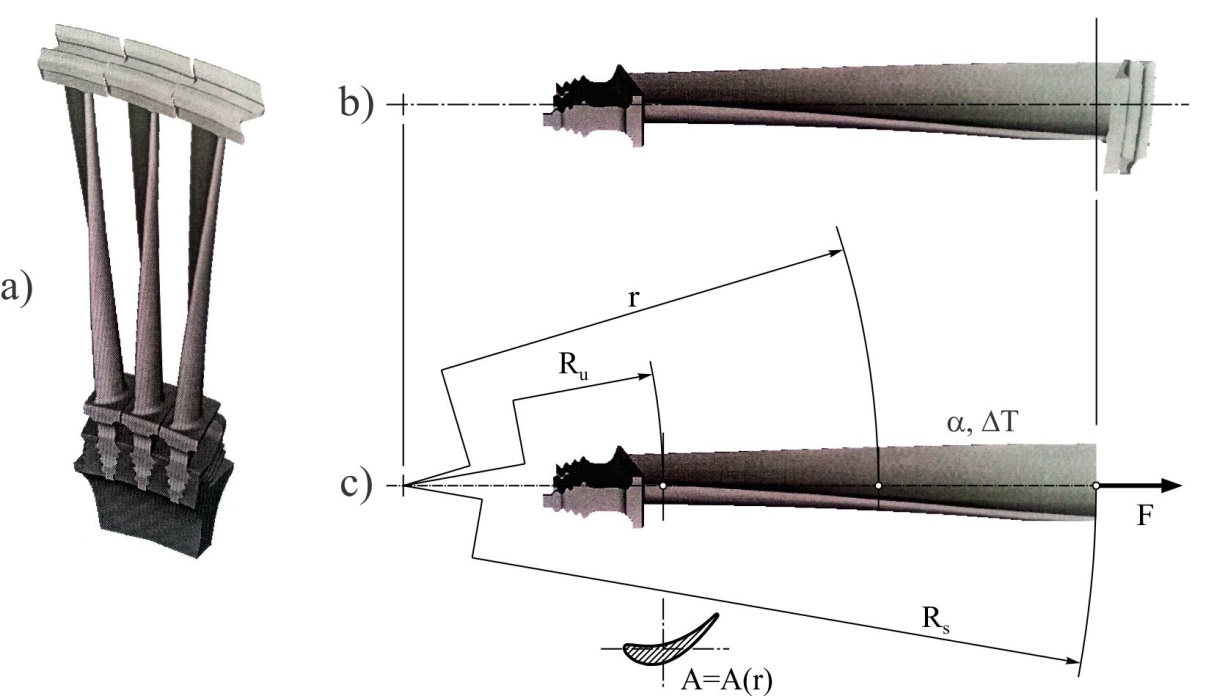 a)
b)
r
R_u
α, ΔT
c)
F
R_s
A=A(r)